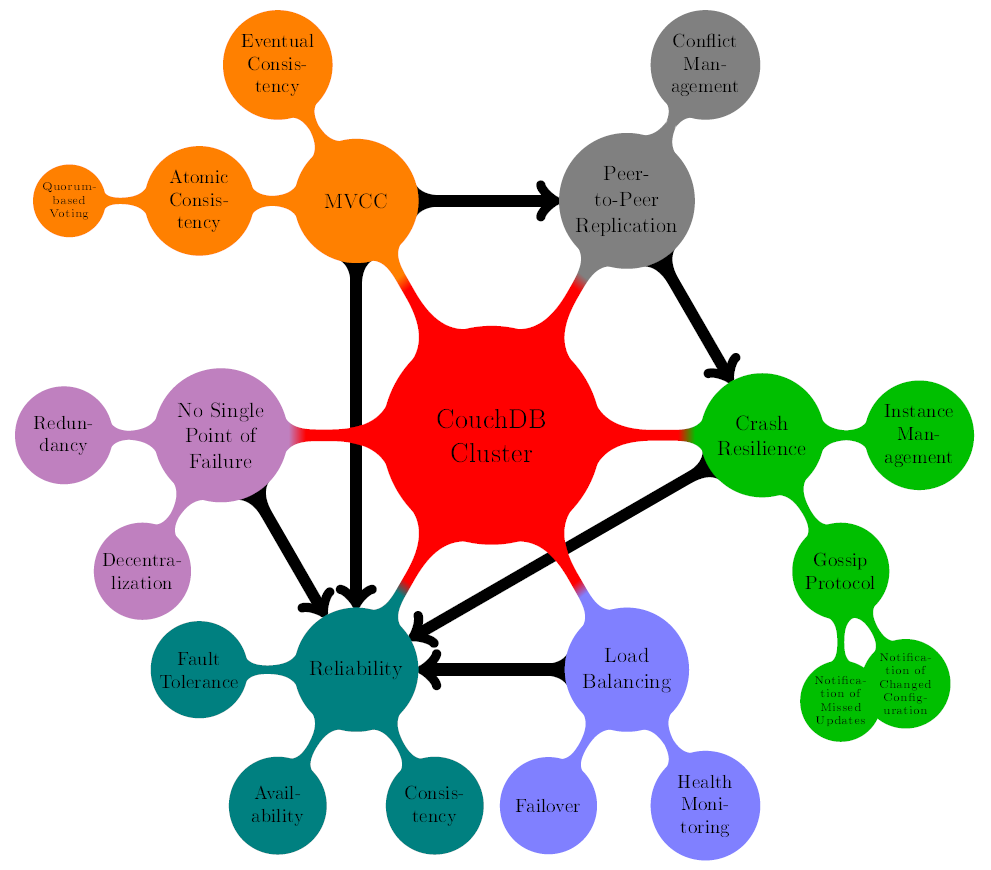 Eventual
Consis-
tency
Conflict
Man-
agement
Quorum-
based
Voting
Atomic
Consis-
tency
MVCC
Peer-
to-Peer
Replication
Redun-
dancy
No Single
Point of
Failure
CouchDB
Cluster
Crash
Resilience
Instance
Man-
agement
Decentra-
lization
Gossip
Protocol
Fault
Tolerance
Reliability
Load
Balancing
Notifica-
tion of
Missed
Updates
Notifica-
tion of
Changed
Config-
uration
Avail-
ability
Consis-
tency
Failover
Health
Moni-
toring